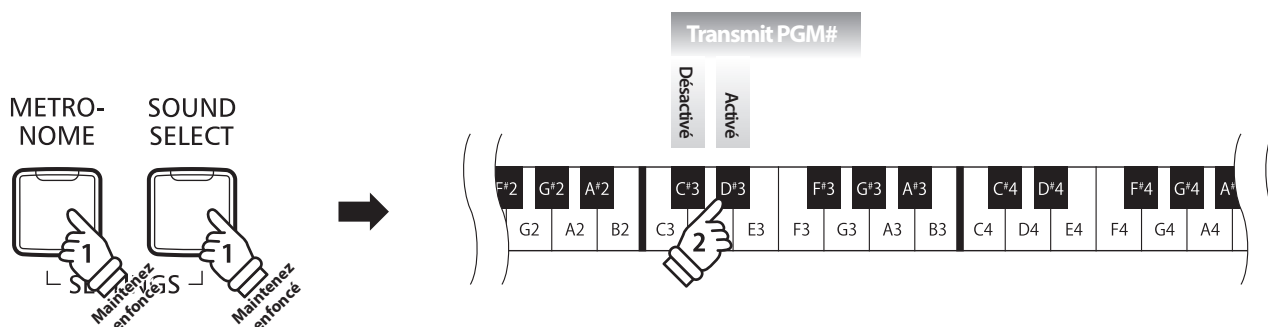 Transmit PGM#
Désactivé
Activé
METRO-
NOME
SOUND
SELECT
1
1
Maintenez
enfoncé
Maintenez
enfoncé
G#2 A#2 C#3 D#3 F#3 G#3 A#3 C#4 D#4 F#4 G#4
G2 A2 B2 C3 E3 F3 G3 A3 B3 C4 D4 E4 F4 G4 A4
2